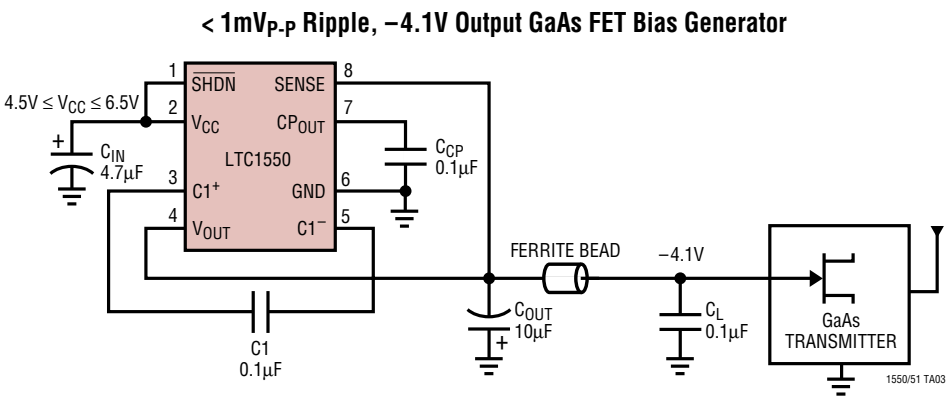 < 1mVP-P Ripple, −4.1V Output GaAs FET Bias Generator
4.5V ≤ VCC ≤ 6.5V
1
SHDN
SENSE
8
2
VCC
CPOUT
7
LTC1550
3
C1+
GND
6
4
VOUT
C1−
5
+
CIN
4.7µF
CCP
0.1µF
C1
0.1µF
FERRITE BEAD
−4.1V
COUT
10µF
+
CL
0.1µF
GaAs
TRANSMITTER
1550/51 TA03